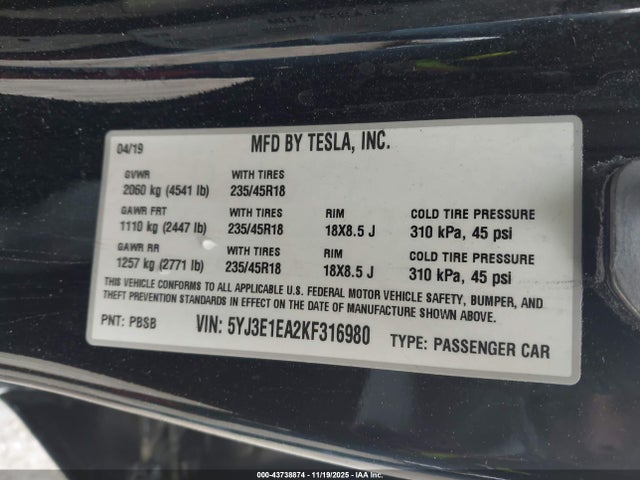 MFD BY TESLA, INC.
04/19
GVWR WITH TIRES
2060 kg (4541 lb) 235/45R18
GAWR FRT WITH TIRES RIM COLD TIRE PRESSURE
1110 kg (2447 lb) 235/45R18 18X8.5 J 310 kPa, 45 psi
GAWR RR WITH TIRES RIM COLD TIRE PRESSURE
1257 kg (2771 lb) 235/45R18 18X8.5 J 310 kPa, 45 psi
THIS VEHICLE CONFORMS TO ALL APPLICABLE U.S. FEDERAL MOTOR VEHICLE SAFETY, BUMPER, AND
THEFT PREVENTION STANDARDS IN EFFECT ON THE DATE OF MANUFACTURE SHOWN ABOVE.
PNT: PBSB VIN: 5YJ3E1EA2KF316980 TYPE: PASSENGER CAR
000-43738874 - 11/19/2025 - IAA Inc.